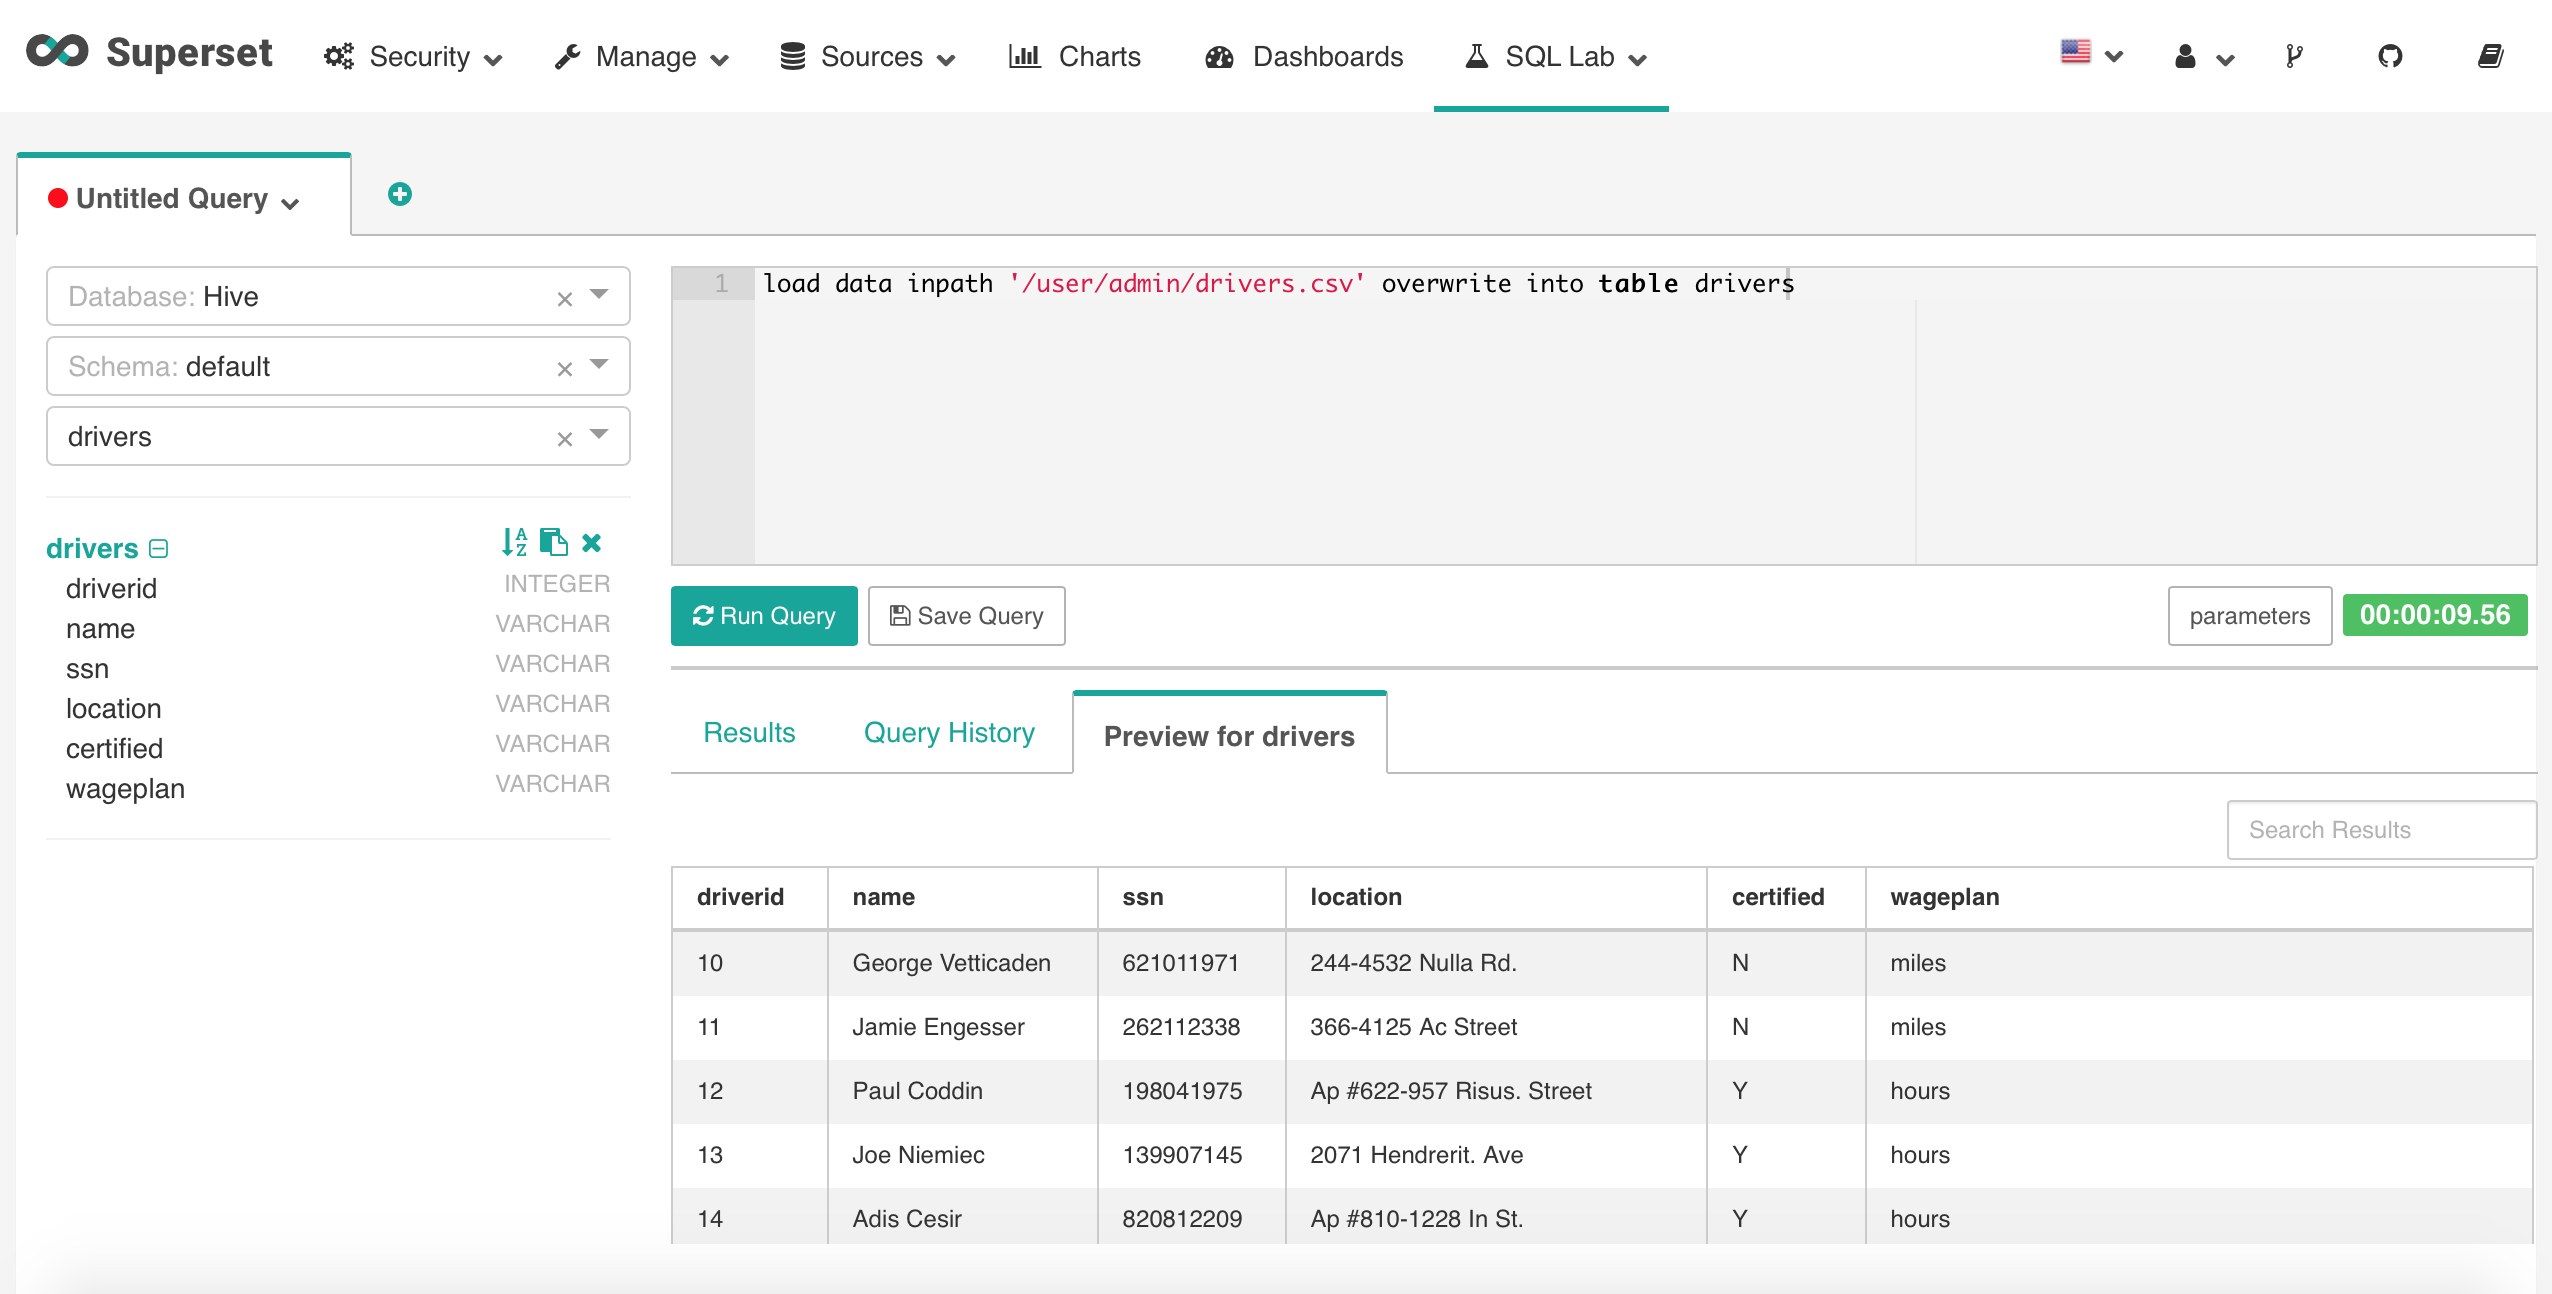 Superset Security Manage Sources Charts Dashboards SQL Lab
Untitled Query
Database: Hive
Schema: default
drivers
drivers
driverid INTEGER
name VARCHAR
ssn VARCHAR
location VARCHAR
certified VARCHAR
wageplan VARCHAR
1 load data inpath '/user/admin/drivers.csv' overwrite into table drivers
Run Query Save Query parameters 00:00:09.56
Results Query History Preview for drivers
Search Results
driverid name ssn location certified wageplan
10 George Vetticaden 621011971 244-4532 Nulla Rd. N miles
11 Jamie Engesser 262112338 366-4125 Ac Street N miles
12 Paul Coddin 198041975 Ap #622-957 Risus. Street Y hours
13 Joe Niemiec 139907145 2071 Hendrerit. Ave Y hours
14 Adis Cesir 820812209 Ap #810-1228 In St. Y hours